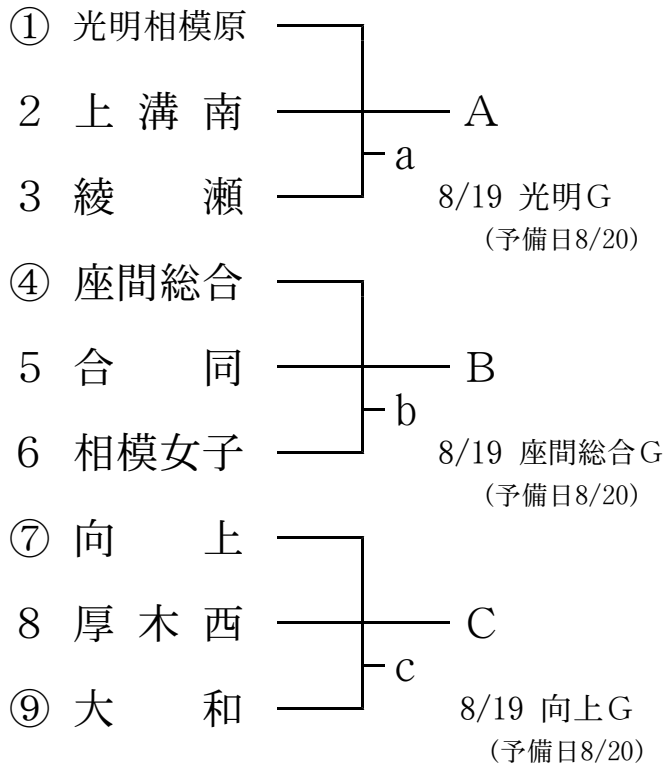 ① 光明相模原
2 上溝南 A
a
3 綾瀬 8/19 光明G
(予備日8/20)
④ 座間総合
5 合同 B
b
6 相模女子 8/19 座間総合G
(予備日8/20)
⑦ 向上
8 厚木西 C
c
⑨ 大和 8/19 向上G
(予備日8/20)